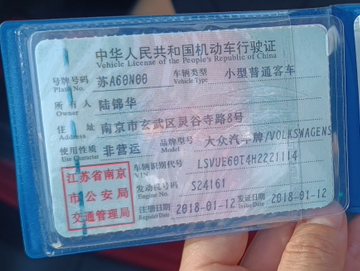 中华人民共和国机动车行驶证
Vehicle License of the People's Republic of China
号牌号码 苏A60N00 车辆类型 小型普通客车
Plate No. Vehicle Type
所有人 陆锦华
Owner
住址 南京市玄武区灵谷寺路8号
Address
使用性质 非营运 品牌型号 大众汽车牌/VOLKSWAGENS
Use Character Model
江苏省南京市公安局交通管理局
车辆识别代号 LSVUE60T4H2221114
VIN
发动机号码 S24161
Engine No.
注册日期 2018-01-12 发证日期 2018-01-12
Register Date Issue Date